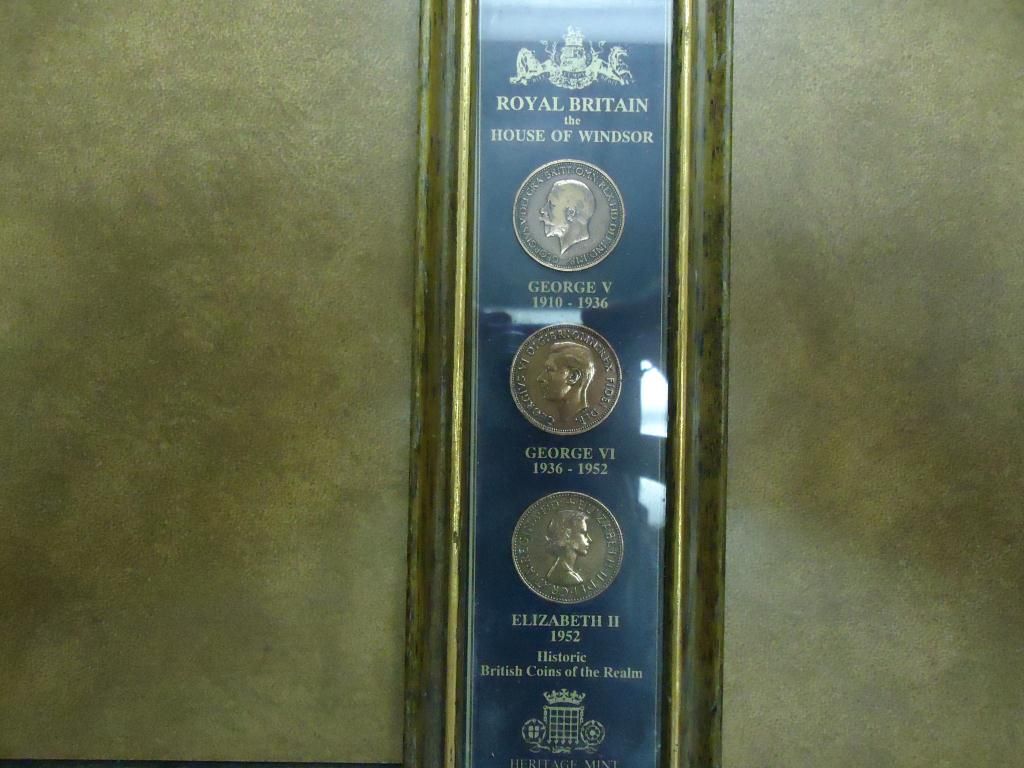 ROYAL BRITAIN
the
HOUSE OF WINDSOR
GEORGE V
1910 - 1936
GEORGE VI
1936 - 1952
ELIZABETH II
1952
Historic
British Coins of the Realm
HERITAGE MINT